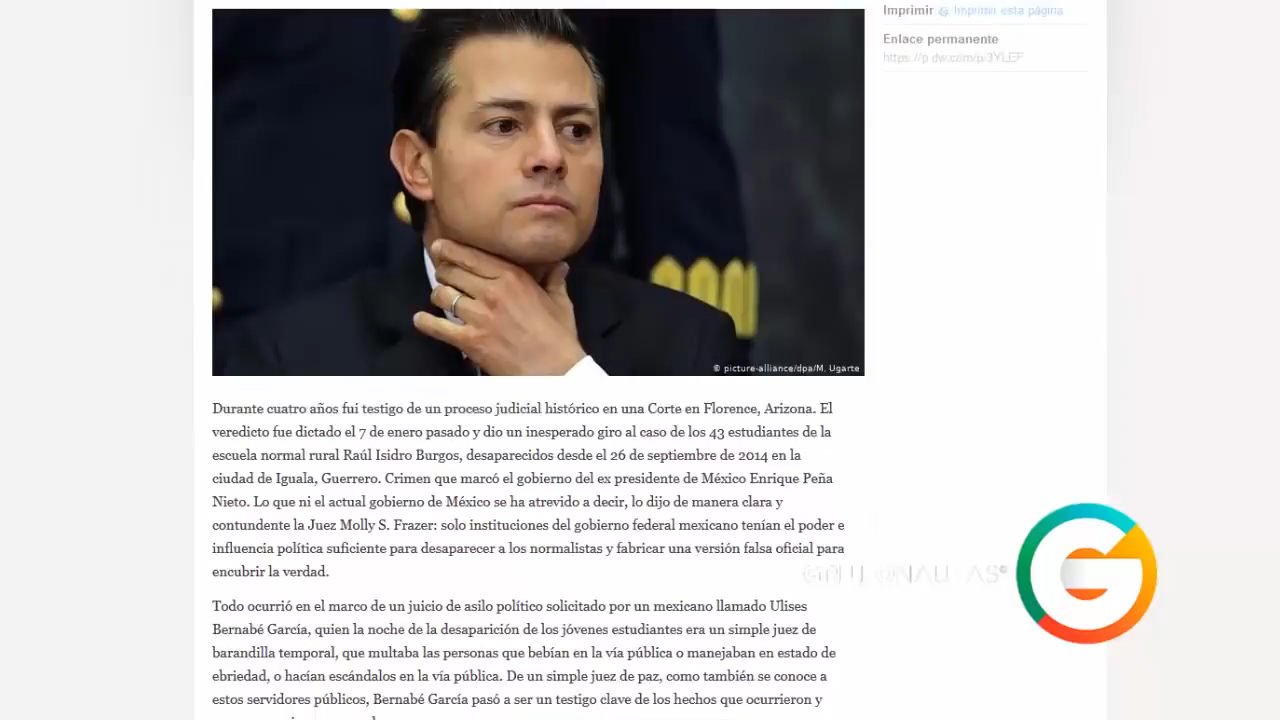 Imprimir Imprimir esta página
Enlace permanente
https://p.dw.com/p/3YLEF
© picture-alliance/dpa/M. Ugarte
Durante cuatro años fui testigo de un proceso judicial histórico en una Corte en Florence, Arizona. El
veredicto fue dictado el 7 de enero pasado y dio un inesperado giro al caso de los 43 estudiantes de la
escuela normal rural Raúl Isidro Burgos, desaparecidos desde el 26 de septiembre de 2014 en la
ciudad de Iguala, Guerrero. Crimen que marcó el gobierno del ex presidente de México Enrique Peña
Nieto. Lo que ni el actual gobierno de México se ha atrevido a decir, lo dijo de manera clara y
contundente la Juez Molly S. Frazer: solo instituciones del gobierno federal mexicano tenían el poder e
influencia política suficiente para desaparecer a los normalistas y fabricar una versión falsa oficial para
encubrir la verdad.
G
Todo ocurrió en el marco de un juicio de asilo político solicitado por un mexicano llamado Ulises
Bernabé García, quien la noche de la desaparición de los jóvenes estudiantes era un simple juez de
barandilla temporal, que multaba las personas que bebían en la vía pública o manejaban en estado de
ebriedad, o hacían escándalos en la vía pública. De un simple juez de paz, como también se conoce a
estos servidores públicos, Bernabé García pasó a ser un testigo clave de los hechos que ocurrieron y